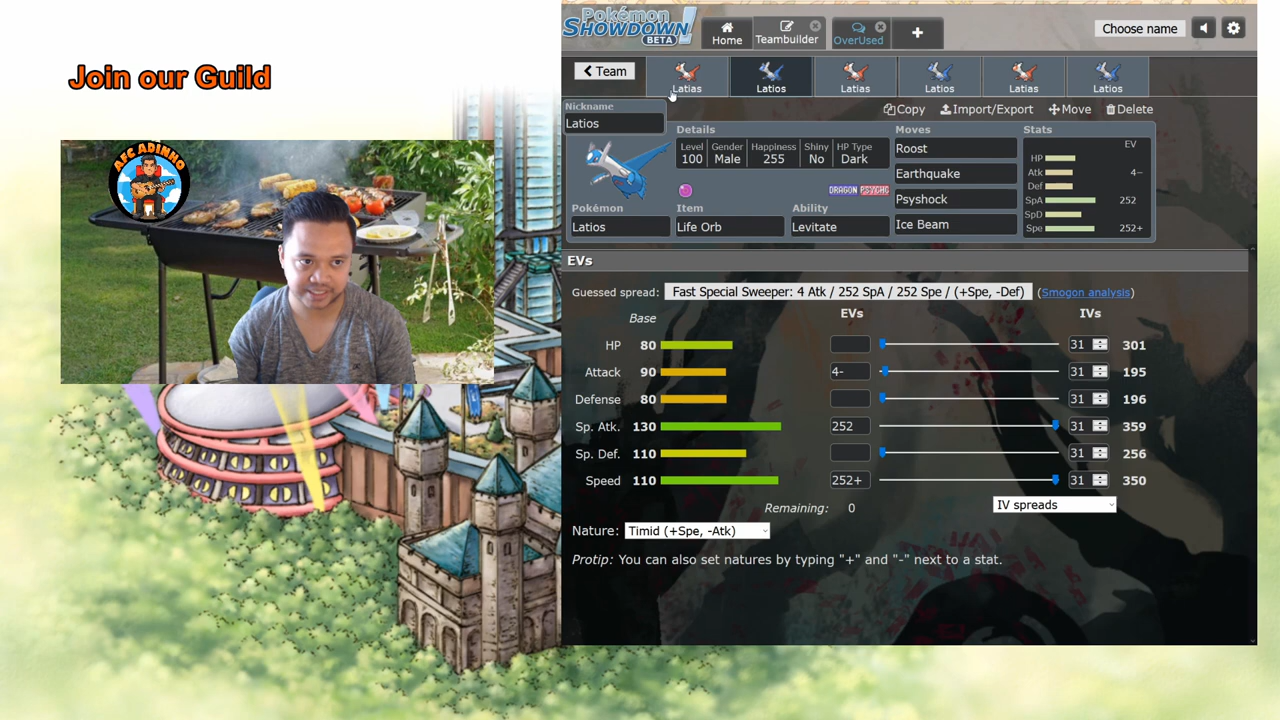 Join our Guild
AFC ADINHO
Pokémon
SHOWDOWN!
BETA
Home
Teambuilder
OverUsed
+
Choose name
Team
Latias
Latios
Latias
Latios
Latias
Latios
Copy
Import/Export
Move
Delete
Nickname
Latios
Details
Level
100
Gender
Male
Happiness
255
Shiny
No
HP Type
Dark
DRAGON PSYCHC
Pokémon
Latios
Item
Life Orb
Ability
Levitate
Moves
Roost
Earthquake
Psyshock
Ice Beam
Stats
EV
HP
Atk 4-
Def
SpA 252
SpD
Spe 252+
EVs
Guessed spread: Fast Special Sweeper: 4 Atk / 252 SpA / 252 Spe / (+Spe, -Def) (Smogon analysis)
Base EVs IVs
HP 80 31 301
Attack 90 4- 31 195
Defense 80 31 196
Sp. Atk. 130 252 31 359
Sp. Def. 110 31 256
Speed 110 252+ 31 350
Remaining: 0 IV spreads
Nature: Timid (+Spe, -Atk)
Protip: You can also set natures by typing "+" and "-" next to a stat.